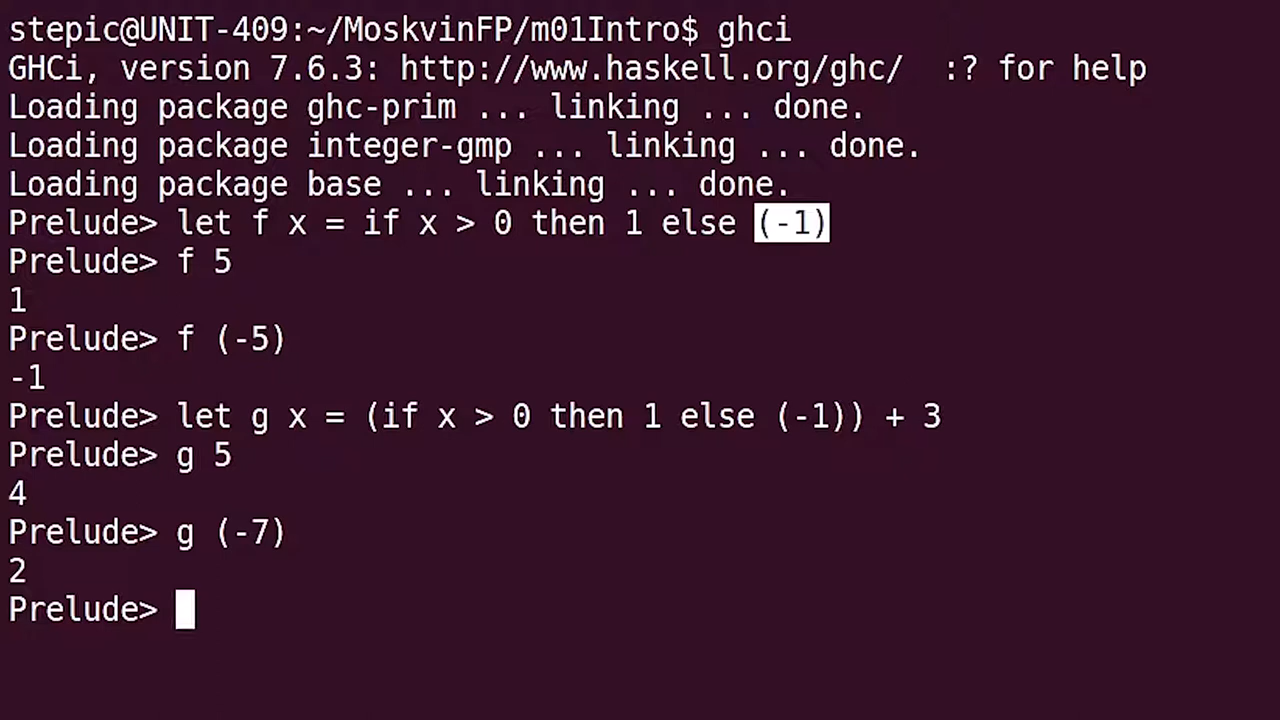 stepic@UNIT-409:~/MoskvinFP/m01Intro$ ghci
GHCi, version 7.6.3: http://www.haskell.org/ghc/  :? for help
Loading package ghc-prim ... linking ... done.
Loading package integer-gmp ... linking ... done.
Loading package base ... linking ... done.
Prelude> let f x = if x > 0 then 1 else (-1)
Prelude> f 5
1
Prelude> f (-5)
-1
Prelude> let g x = (if x > 0 then 1 else (-1)) + 3
Prelude> g 5
4
Prelude> g (-7)
2
Prelude>